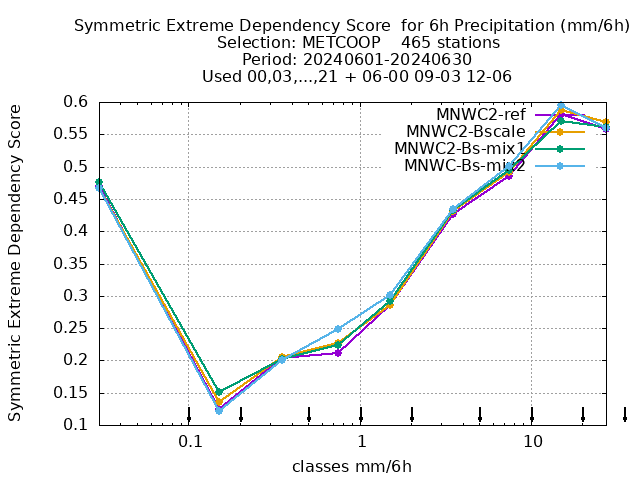 Symmetric Extreme Dependency Score for 6h Precipitation (mm/6h)
Selection: METCOOP 465 stations
Period: 20240601-20240630
Used 00,03,...,21 + 06-00 09-03 12-06
Symmetric Extreme Dependency Score
0.6
0.55
0.5
0.45
0.4
0.35
0.3
0.25
0.2
0.15
0.1
MNWC2-ref
MNWC2-Bscale
MNWC2-Bs-mix1
MNWC-Bs-mix2
0.1 1 10
classes mm/6h